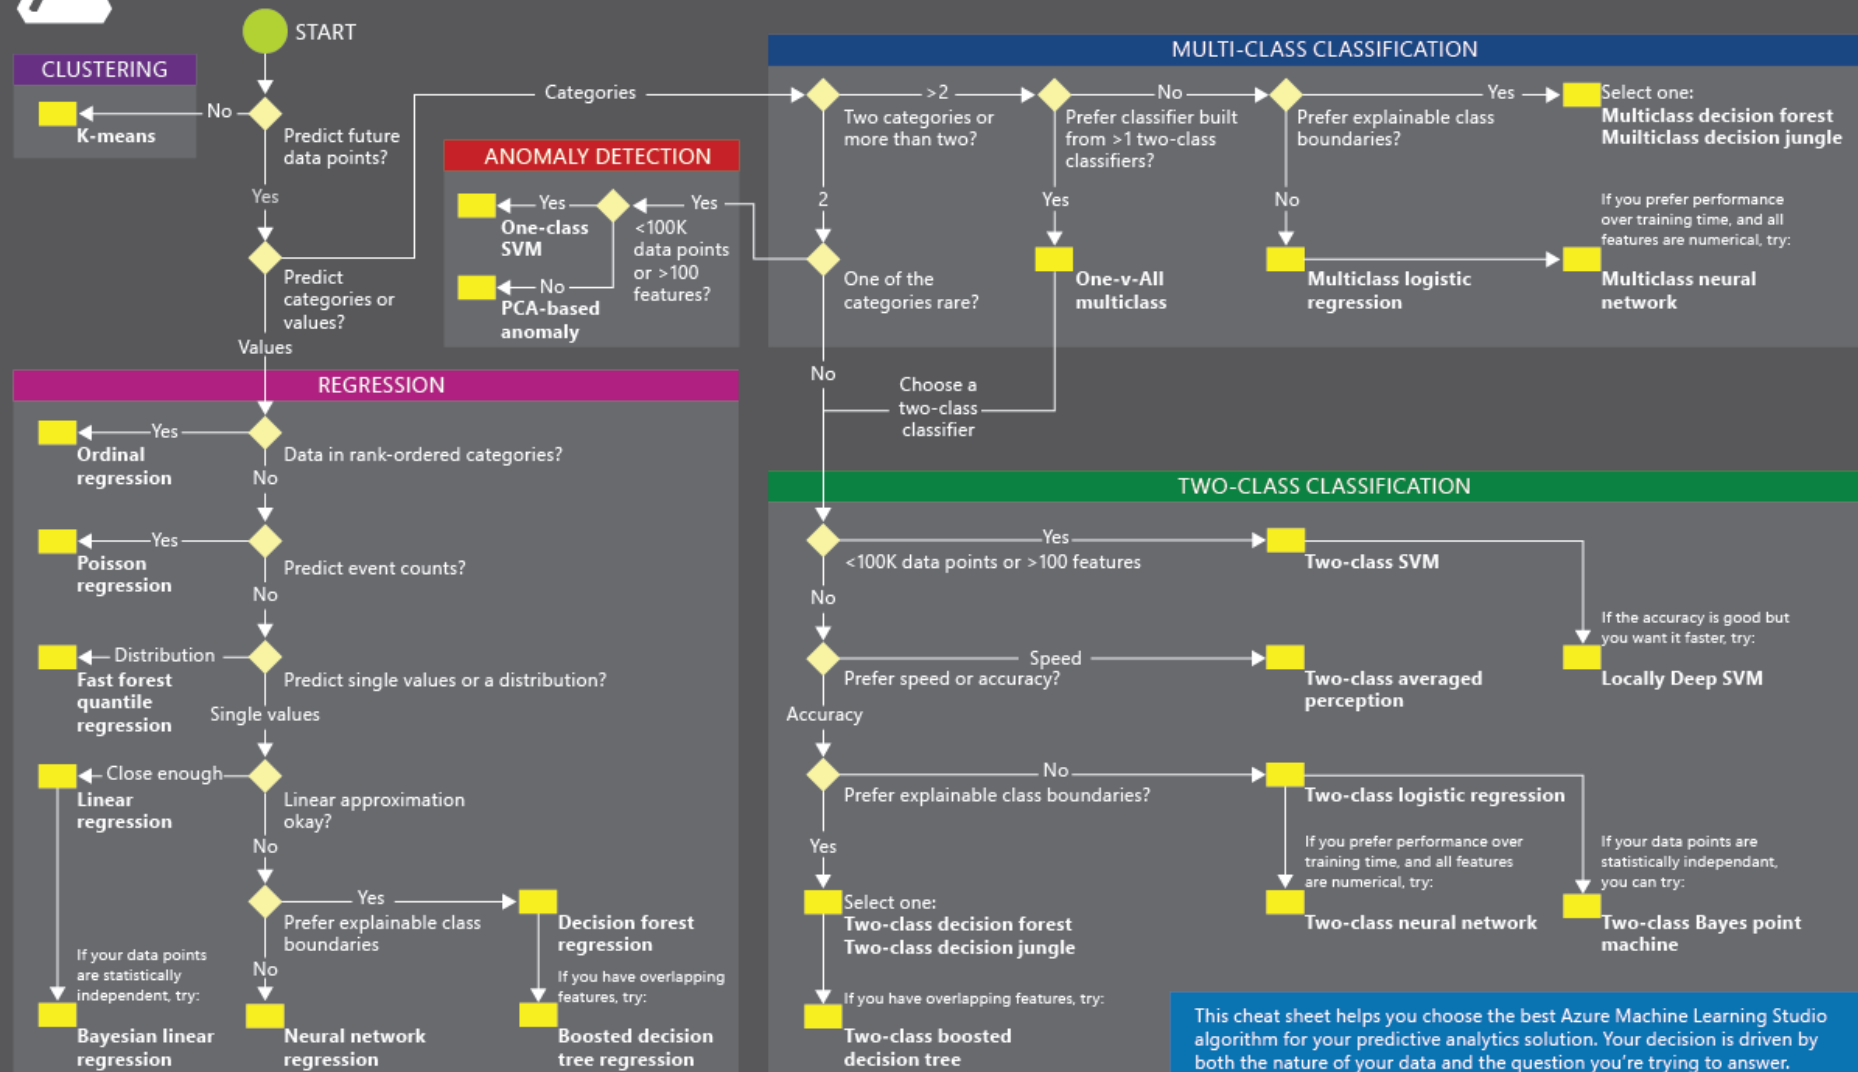 START
CLUSTERING
No
K-means
Predict future
data points?
Yes
Predict
categories or
values?
Categories
Values
ANOMALY DETECTION
Yes
One-class
SVM
Yes
<100K
data points
or >100
features?
No
PCA-based
anomaly
MULTI-CLASS CLASSIFICATION
Two categories or
more than two?
>2
Prefer classifier built
from >1 two-class
classifiers?
No
Prefer explainable class
boundaries?
Yes
Select one:
Multiclass decision forest
Muilticlass decision jungle
2
Yes
No
If you prefer performance
over training time, and all
features are numerical, try:
One of the
categories rare?
One-v-All
multiclass
Multiclass logistic
regression
Multiclass neural
network
No
Choose a
two-class
classifier
REGRESSION
Yes
Ordinal
regression
Data in rank-ordered categories?
No
Yes
Poisson
regression
Predict event counts?
No
Distribution
Fast forest
quantile
regression
Predict single values or a distribution?
Single values
Close enough
Linear
regression
Linear approximation
okay?
No
Yes
Prefer explainable class
boundaries
Decision forest
regression
If your data points
are statistically
independent, try:
No
If you have overlapping
features, try:
Bayesian linear
regression
Neural network
regression
Boosted decision
tree regression
TWO-CLASS CLASSIFICATION
Yes
<100K data points or >100 features
Two-class SVM
No
If the accuracy is good but
you want it faster, try:
Speed
Prefer speed or accuracy?
Two-class averaged
perception
Locally Deep SVM
Accuracy
No
Prefer explainable class boundaries?
Two-class logistic regression
Yes
If you prefer performance over
training time, and all features
are numerical, try:
If your data points are
statistically independant,
you can try:
Select one:
Two-class decision forest
Two-class decision jungle
Two-class neural network
Two-class Bayes point
machine
If you have overlapping features, try:
Two-class boosted
decision tree
This cheat sheet helps you choose the best Azure Machine Learning Studio
algorithm for your predictive analytics solution. Your decision is driven by
both the nature of your data and the question you're trying to answer.